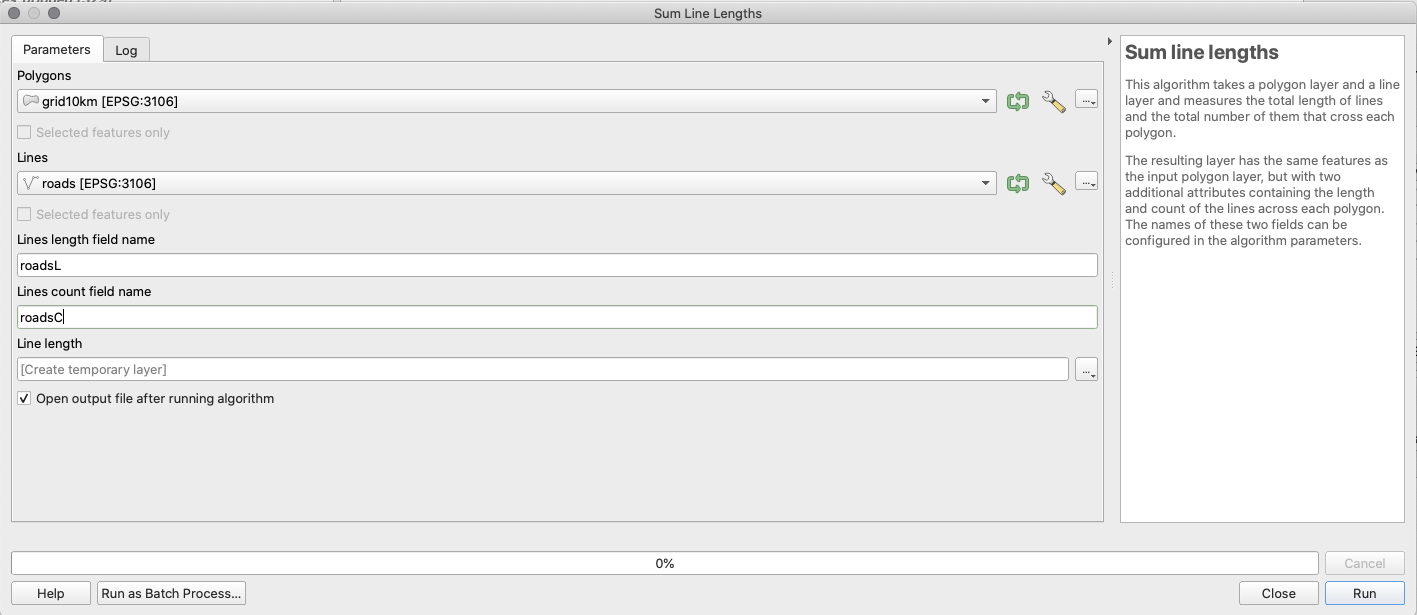 Sum Line Lengths
Parameters
Log
Polygons
grid10km [EPSG:3106]
...
Selected features only
Lines
roads [EPSG:3106]
...
Selected features only
Lines length field name
roadsL
Lines count field name
roadsC
Line length
[Create temporary layer]
...
Open output file after running algorithm
Sum line lengths
This algorithm takes a polygon layer and a line
layer and measures the total length of lines
and the total number of them that cross each
polygon.
The resulting layer has the same features as
the input polygon layer, but with two
additional attributes containing the length
and count of the lines across each polygon.
The names of these two fields can be
configured in the algorithm parameters.
0%
Cancel
Help
Run as Batch Process...
Close
Run